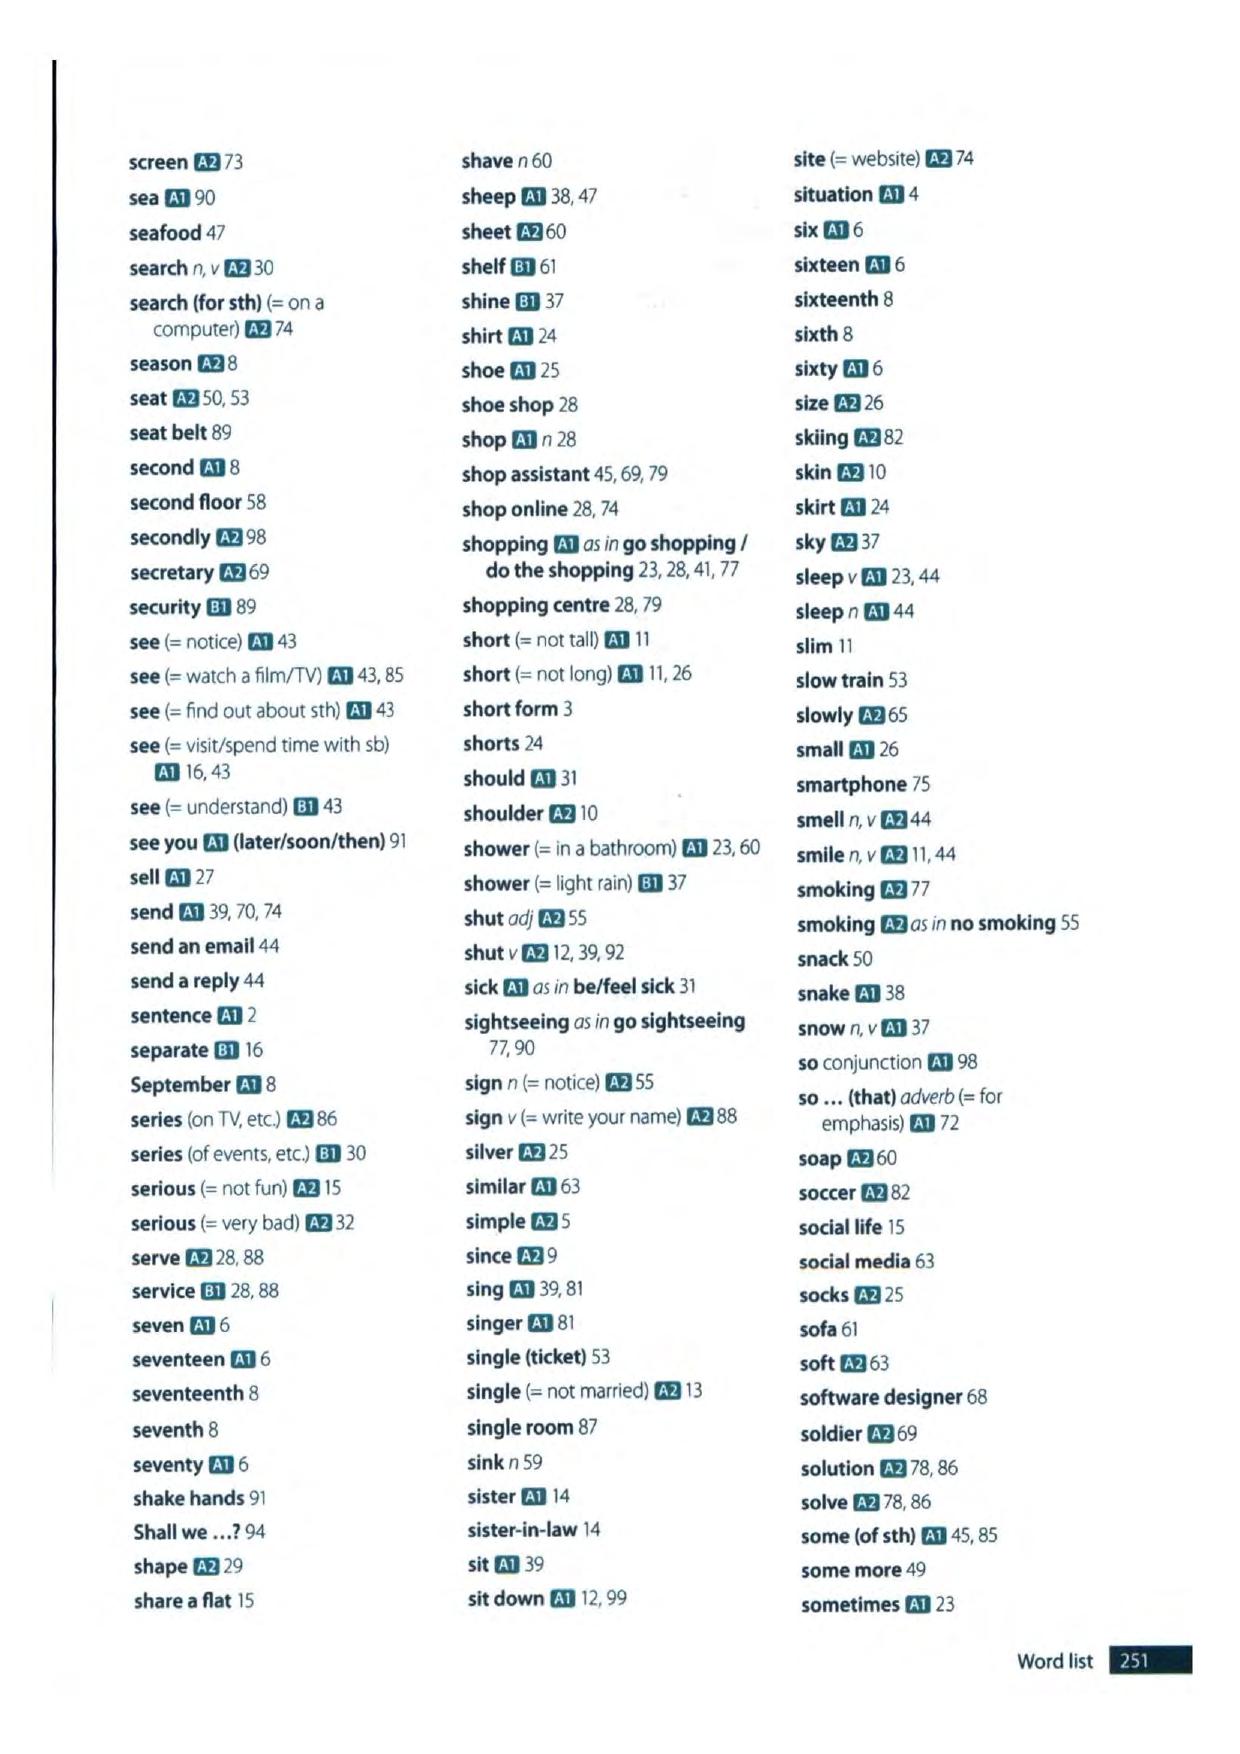 screen A2 73
sea A1 90
seafood 47
search n, v A2 30
search (for sth) (= on a
computer) A2 74
season A2 8
seat A2 50, 53
seat belt 89
second A1 8
second floor 58
secondly A2 98
secretary A2 69
security B1 89
see (= notice) A1 43
see (= watch a film/TV) A1 43, 85
see (= find out about sth) A1 43
see (= visit/spend time with sb)
A1 16, 43
see (= understand) B1 43
see you A1 (later/soon/then) 91
sell A1 27
send A1 39, 70, 74
send an email 44
send a reply 44
sentence A1 2
separate B1 16
September A1 8
series (on TV, etc.) A2 86
series (of events, etc.) B1 30
serious (= not fun) A2 15
serious (= very bad) A2 32
serve A2 28, 88
service B1 28, 88
seven A1 6
seventeen A1 6
seventeenth 8
seventh 8
seventy A1 6
shake hands 91
Shall we ...? 94
shape A2 29
share a flat 15
shave n 60
sheep A1 38, 47
sheet A2 60
shelf B1 61
shine B1 37
shirt A1 24
shoe A1 25
shoe shop 28
shop A1 n 28
shop assistant 45, 69, 79
shop online 28, 74
shopping A1 as in go shopping /
do the shopping 23, 28, 41, 77
shopping centre 28, 79
short (= not tall) A1 11
short (= not long) A1 11, 26
short form 3
shorts 24
should A1 31
shoulder A2 10
shower (= in a bathroom) A1 23, 60
shower (= light rain) B1 37
shut adj A2 55
shut v A2 12, 39, 92
sick A1 as in be/feel sick 31
sightseeing as in go sightseeing
77, 90
sign n (= notice) A2 55
sign v (= write your name) A2 88
silver A2 25
similar A1 63
simple A2 5
since A2 9
sing A1 39, 81
singer A1 81
single (ticket) 53
single (= not married) A2 13
single room 87
sink n 59
sister A1 14
sister-in-law 14
sit A1 39
sit down A1 12, 99
site (= website) A2 74
situation A1 4
six A1 6
sixteen A1 6
sixteenth 8
sixth 8
sixty A1 6
size A2 26
skiing A2 82
skin A2 10
skirt A1 24
sky A2 37
sleep v A1 23, 44
sleep n A1 44
slim 11
slow train 53
slowly A2 65
small A1 26
smartphone 75
smell n, v A2 44
smile n, v A2 11, 44
smoking A2 77
smoking A2 as in no smoking 55
snack 50
snake A1 38
snow n, v A1 37
so conjunction A1 98
so ... (that) adverb (= for
emphasis) A1 72
soap A2 60
soccer A2 82
social life 15
social media 63
socks A2 25
sofa 61
soft A2 63
software designer 68
soldier A2 69
solution A2 78, 86
solve A2 78, 86
some (of sth) A1 45, 85
some more 49
sometimes A1 23
Word list 251